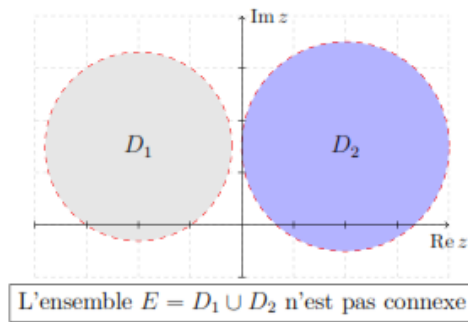 Im z
D₁
D₂
Re z
L'ensemble E = D₁ ∪ D₂ n'est pas connexe